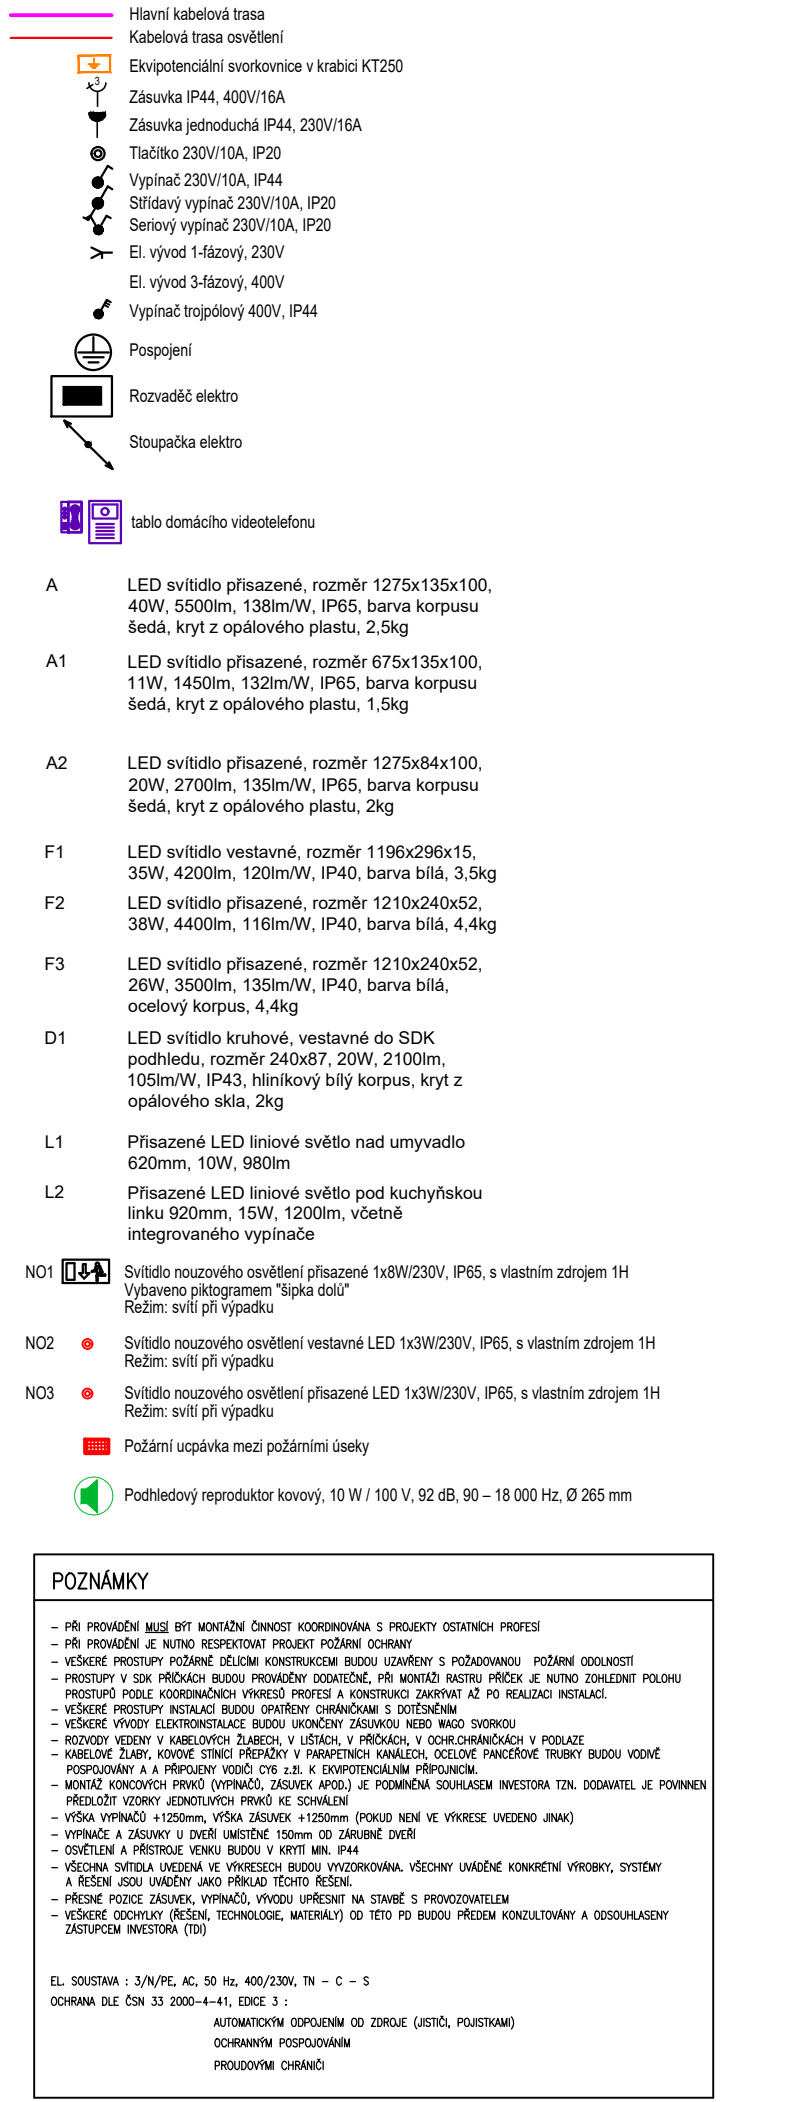 Hlavní kabelová trasa
Kabelová trasa osvětlení
Ekvipotenciální svorkovnice v krabici KT250
3
Zásuvka IP44, 400V/16A
Zásuvka jednoduchá IP44, 230V/16A
Tlačítko 230V/10A, IP20
Vypínač 230V/10A, IP44
Střídavý vypínač 230V/10A, IP20
Seriový vypínač 230V/10A, IP20
El. vývod 1-fázový, 230V
El. vývod 3-fázový, 400V
Vypínač trojpólový 400V, IP44
Pospojení
Rozvaděč elektro
Stoupačka elektro
tablo domácího videotelefonu
A LED svítidlo přisazené, rozměr 1275x135x100,
40W, 5500lm, 138lm/W, IP65, barva korpusu
šedá, kryt z opálového plastu, 2,5kg
A1 LED svítidlo přisazené, rozměr 675x135x100,
11W, 1450lm, 132lm/W, IP65, barva korpusu
šedá, kryt z opálového plastu, 1,5kg
A2 LED svítidlo přisazené, rozměr 1275x84x100,
20W, 2700lm, 135lm/W, IP65, barva korpusu
šedá, kryt z opálového plastu, 2kg
F1 LED svítidlo vestavné, rozměr 1196x296x15,
35W, 4200lm, 120lm/W, IP40, barva bílá, 3,5kg
F2 LED svítidlo přisazené, rozměr 1210x240x52,
38W, 4400lm, 116lm/W, IP40, barva bílá, 4,4kg
F3 LED svítidlo přisazené, rozměr 1210x240x52,
26W, 3500lm, 135lm/W, IP40, barva bílá,
ocelový korpus, 4,4kg
D1 LED svítidlo kruhové, vestavné do SDK
podhledu, rozměr 240x87, 20W, 2100lm,
105lm/W, IP43, hliníkový bílý korpus, kryt z
opálového skla, 2kg
L1 Přisazené LED liniové světlo nad umyvadlo
620mm, 10W, 980lm
L2 Přisazené LED liniové světlo pod kuchyňskou
linku 920mm, 15W, 1200lm, včetně
integrovaného vypínače
NO1 Svítidlo nouzového osvětlení přisazené 1x8W/230V, IP65, s vlastním zdrojem 1H
Vybaveno piktogramem "šipka dolů"
Režim: svítí při výpadku
NO2 Svítidlo nouzového osvětlení vestavné LED 1x3W/230V, IP65, s vlastním zdrojem 1H
Režim: svítí při výpadku
NO3 Svítidlo nouzového osvětlení přisazené LED 1x3W/230V, IP65, s vlastním zdrojem 1H
Režim: svítí při výpadku
Požární ucpávka mezi požárními úseky
Podhledový reproduktor kovový, 10 W / 100 V, 92 dB, 90 – 18 000 Hz, Ø 265 mm
POZNÁMKY
– PŘI PROVÁDĚNÍ MUSÍ BÝT MONTÁŽNÍ ČINNOST KOORDINOVÁNA S PROJEKTY OSTATNÍCH PROFESÍ
– PŘI PROVÁDĚNÍ JE NUTNO RESPEKTOVAT PROJEKT POŽÁRNÍ OCHRANY
– VEŠKERÉ PROSTUPY POŽÁRNĚ DĚLÍCÍMI KONSTRUKCEMI BUDOU UZAVŘENY S POŽADOVANOU POŽÁRNÍ ODOLNOSTÍ
– PROSTUPY V SDK PŘÍČKÁCH BUDOU PROVÁDĚNY DODATEČNĚ, PŘI MONTÁŽI RASTRU PŘÍČEK JE NUTNO ZOHLEDNIT POLOHU
PROSTUPŮ PODLE KOORDINAČNÍCH VÝKRESŮ PROFESÍ A KONSTRUKCI ZAKRÝVAT AŽ PO REALIZACI INSTALACÍ.
– VEŠKERÉ PROSTUPY INSTALACÍ BUDOU OPATŘENY CHRÁNIČKAMI S DOTĚSNĚNÍM
– VEŠKERÉ VÝVODY ELEKTROINSTALACE BUDOU UKONČENY ZÁSUVKOU NEBO WAGO SVORKOU
– ROZVODY VEDENY V KABELOVÝCH ŽLABECH, V LIŠTÁCH, V PŘÍČKÁCH, V OCHR.CHRÁNIČKÁCH V PODLAZE
– KABELOVÉ ŽLABY, KOVOVÉ STÍNÍCÍ PŘEPÁŽKY V PARAPETNÍCH KANÁLECH, OCELOVÉ PANCÉŘOVÉ TRUBKY BUDOU VODIVĚ
POSPOJOVÁNY A A PŘIPOJENY VODIČI CY6 z.žl. K EKVIPOTENCIÁLNÍM PŘÍPOJNICÍM.
– MONTÁŽ KONCOVÝCH PRVKŮ (VYPÍNAČŮ, ZÁSUVEK APOD.) JE PODMÍNĚNÁ SOUHLASEM INVESTORA TZN. DODAVATEL JE POVINNEN
PŘEDLOŽIT VZORKY JEDNOTLIVÝCH PRVKŮ KE SCHVÁLENÍ
– VÝŠKA VYPÍNAČŮ +1250mm, VÝŠKA ZÁSUVEK +1250mm (POKUD NENÍ VE VÝKRESE UVEDENO JINAK)
– VYPÍNAČE A ZÁSUVKY U DVEŘÍ UMÍSTĚNÉ 150mm OD ZÁRUBNĚ DVEŘÍ
– OSVĚTLENÍ A PŘÍSTROJE VENKU BUDOU V KRYTÍ MIN. IP44
– VŠECHNA SVÍTIDLA UVEDENÁ VE VÝKRESECH BUDOU VYVZORKOVÁNA. VŠECHNY UVÁDĚNÉ KONKRÉTNÍ VÝROBKY, SYSTÉMY
A ŘEŠENÍ JSOU UVÁDĚNY JAKO PŘÍKLAD TĚCHTO ŘEŠENÍ.
– PŘESNÉ POZICE ZÁSUVEK, VYPÍNAČŮ, VÝVODU UPŘESNIT NA STAVBĚ S PROVOZOVATELEM
– VEŠKERÉ ODCHYLKY (ŘEŠENÍ, TECHNOLOGIE, MATERIÁLY) OD TÉTO PD BUDOU PŘEDEM KONZULTOVÁNY A ODSOUHLASENY
ZÁSTUPCEM INVESTORA (TDI)
EL. SOUSTAVA : 3/N/PE, AC, 50 Hz, 400/230V, TN – C – S
OCHRANA DLE ČSN 33 2000–4–41, EDICE 3 :
AUTOMATICKÝM ODPOJENÍM OD ZDROJE (JISTIČI, POJISTKAMI)
OCHRANNÝM POSPOJOVÁNÍM
PROUDOVÝMI CHRÁNIČI